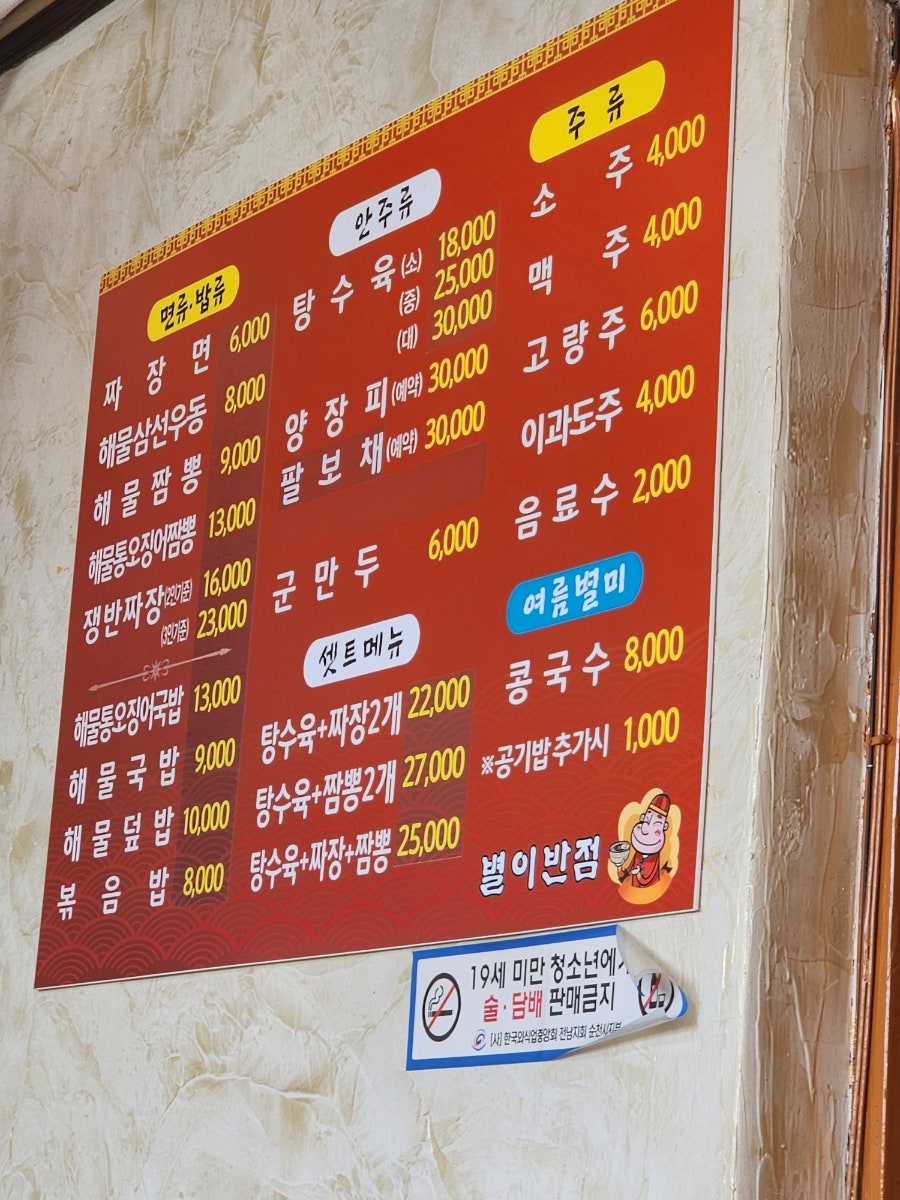 면류·밥류
짜장면 6,000
해물삼선우동 8,000
해물짬뽕 9,000
해물통오징어짬뽕 13,000
쟁반짜장(2인기준) 16,000
(3인기준) 23,000
해물통오징어국밥 13,000
해물국밥 9,000
해물덮밥 10,000
볶음밥 8,000
안주류
탕수육(소) 18,000
(중) 25,000
(대) 30,000
양장피(예약) 30,000
팔보채(예약) 30,000
군만두 6,000
셋트메뉴
탕수육+짜장2개 22,000
탕수육+짬뽕2개 27,000
탕수육+짜장+짬뽕 25,000
주류
소주 4,000
맥주 4,000
고량주 6,000
이과도주 4,000
음료수 2,000
여름별미
콩국수 8,000
※공기밥 추가시 1,000
별이반점
19세 미만 청소년에게
술·담배 판매금지
[사] 한국외식업중앙회 전남지회 순천시지부